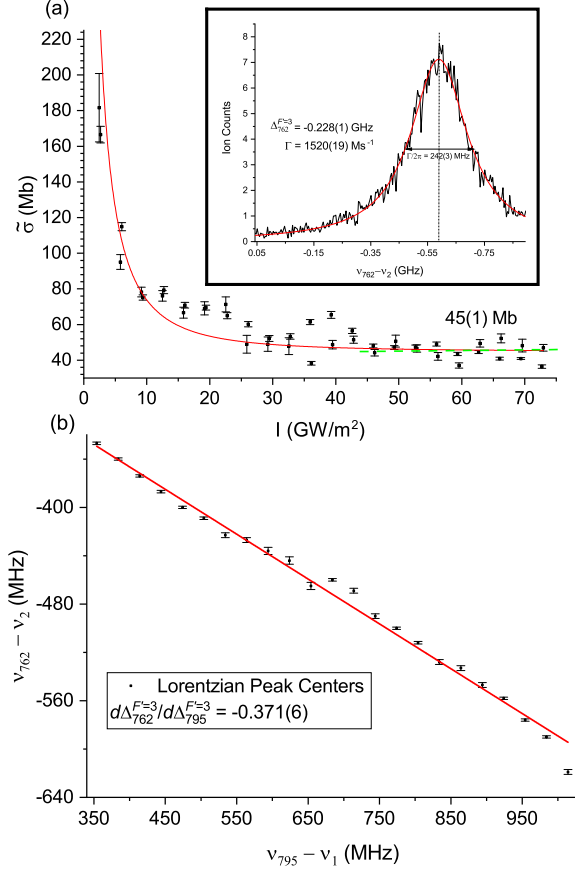 (a)
220
200
180
160
140
120
100
80
60
40
σ̃ (Mb)
0 10 20 30 40 50 60 70
I (GW/m²)
45(1) Mb
8
7
6
5
4
3
2
1
0
Ion Counts
Δ₇₆₂^F'=3 = -0.228(1) GHz
Γ = 1520(19) Ms⁻¹
Γ/2π = 242(3) MHz
0.05 -0.15 -0.35 -0.55 -0.75
ν₇₆₂−ν₂ (GHz)
(b)
-400
-480
-560
-640
ν₇₆₂ − ν₂ (MHz)
Lorentzian Peak Centers
dΔ₇₆₂^F'=3/dΔ₇₉₅^F'=3 = -0.371(6)
350 450 550 650 750 850 950
ν₇₉₅ − ν₁ (MHz)